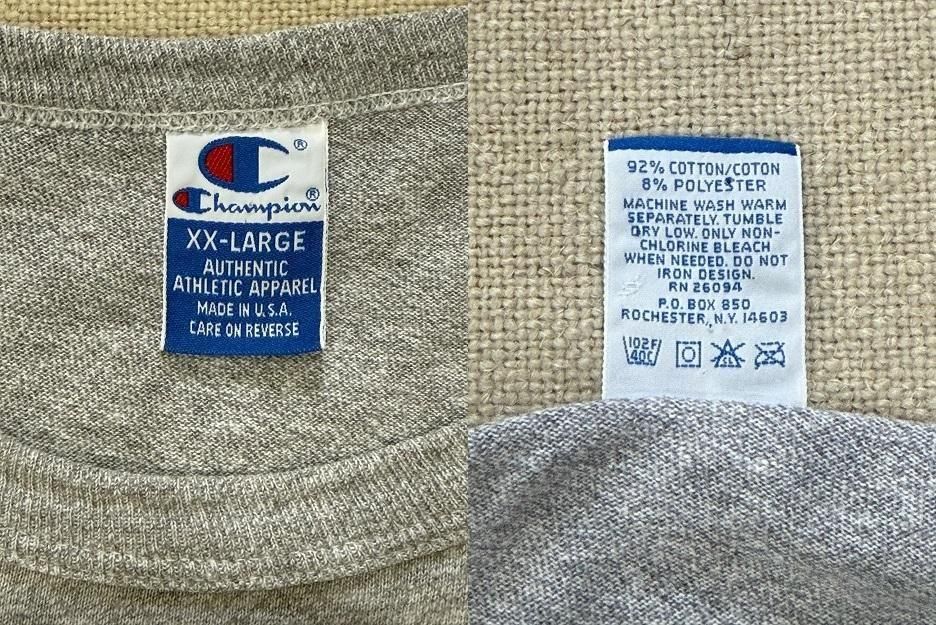 ®
Champion®
XX-LARGE
AUTHENTIC
ATHLETIC APPAREL
MADE IN U.S.A.
CARE ON REVERSE
92% COTTON/COTON
8% POLYESTER
MACHINE WASH WARM
SEPARATELY. TUMBLE
DRY LOW. ONLY NON-
CHLORINE BLEACH
WHEN NEEDED. DO NOT
IRON DESIGN.
RN 26094
P.O. BOX 850
ROCHESTER, N.Y. 14603
102F
40C
CL